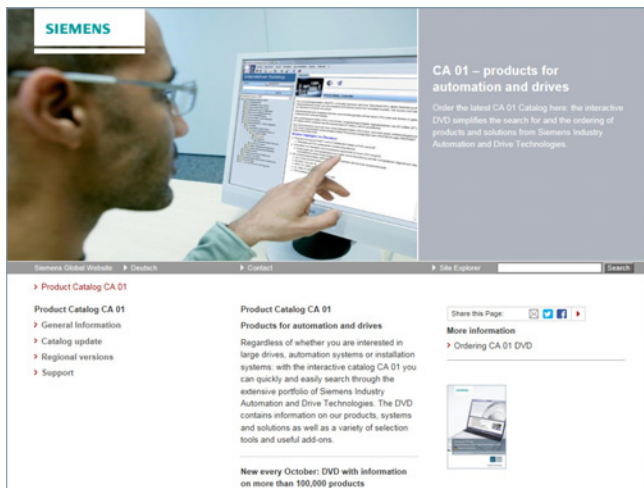 SIEMENS
CA 01 – products for
automation and drives
Order the latest CA 01 Catalog here: the interactive
DVD simplifies the search for and the ordering of
products and solutions from Siemens Industry
Automation and Drive Technologies.
Siemens Global Website
Deutsch
Contact
Site Explorer
Search
Product Catalog CA 01
Product Catalog CA 01
General Information
Catalog update
Regional versions
Support
Product Catalog CA 01
Products for automation and drives
Regardless of whether you are interested in
large drives, automation systems or installation
systems: with the interactive catalog CA 01 you
can quickly and easily search through the
extensive portfolio of Siemens Industry
Automation and Drive Technologies. The DVD
contains information on our products, systems
and solutions as well as a variety of selection
tools and useful add-ons.
New every October: DVD with information
on more than 100,000 products
Share this Page:
More information
Ordering CA 01 DVD